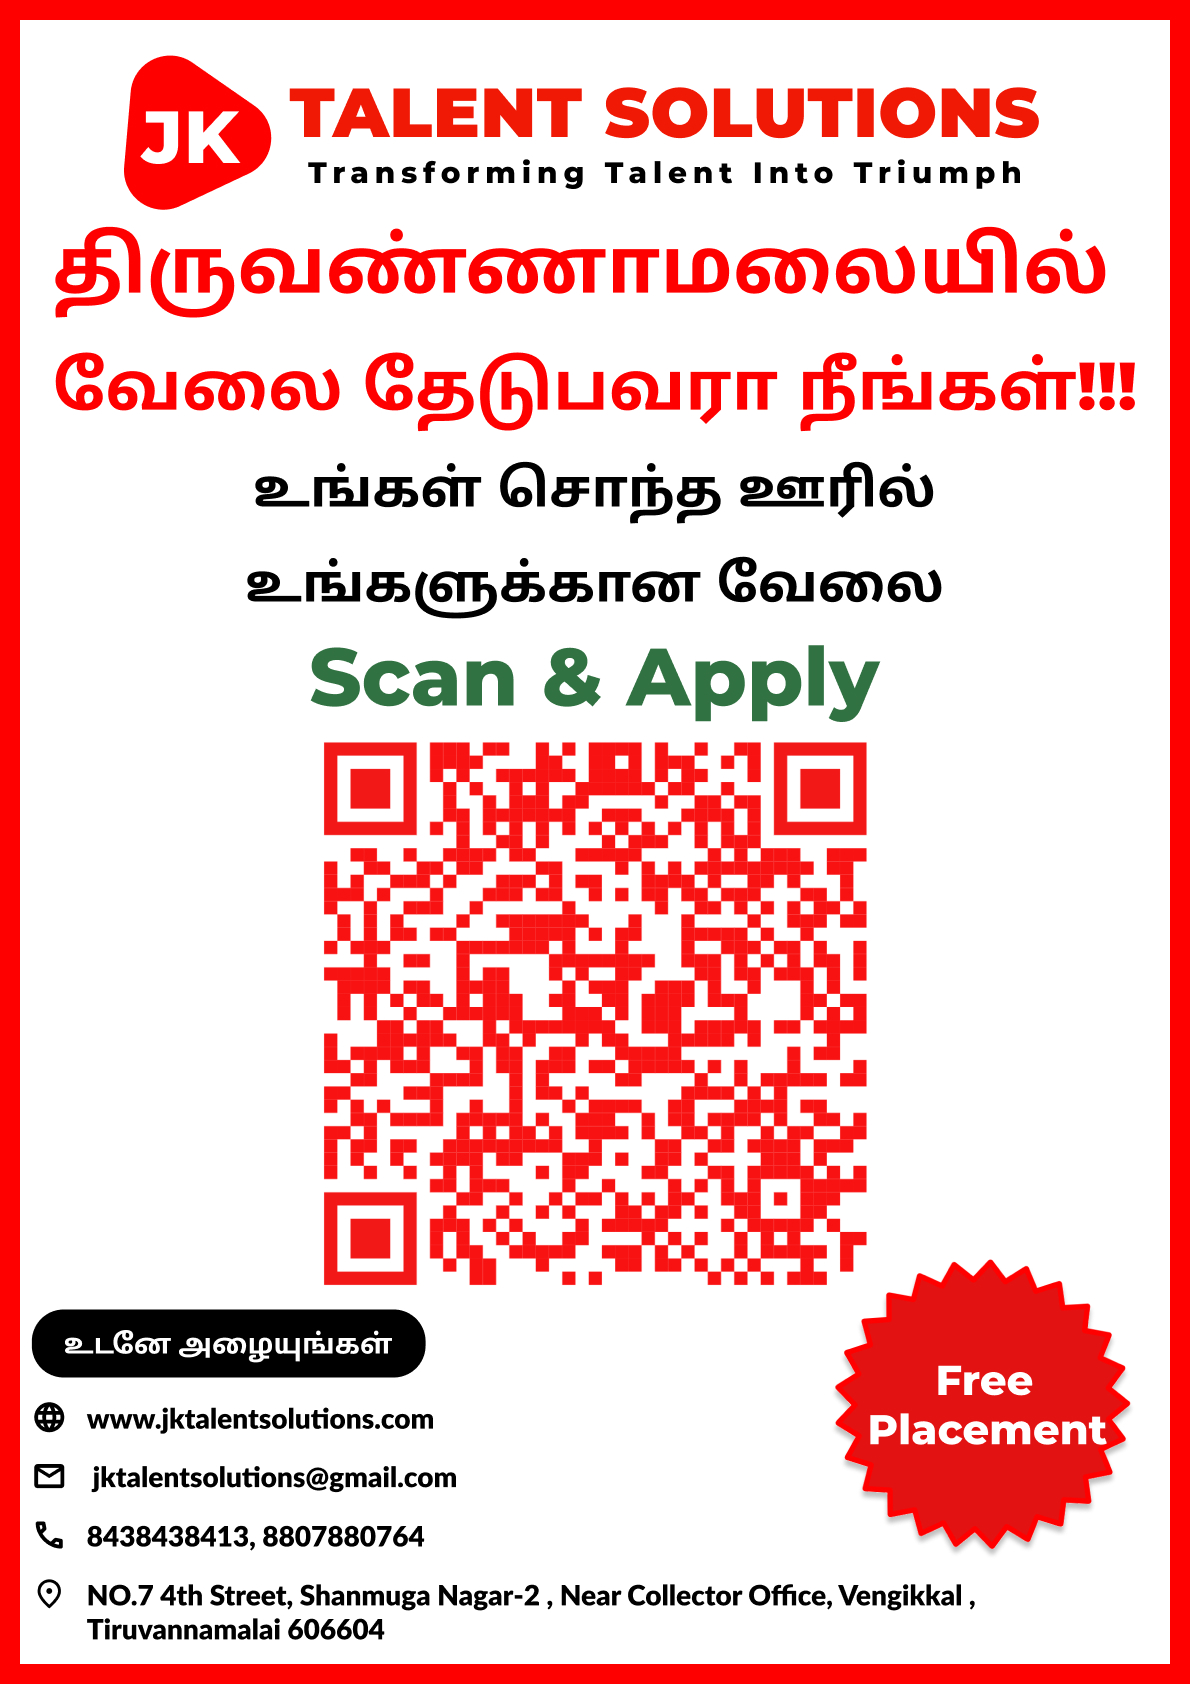 JK
TALENT SOLUTIONS
Transforming Talent Into Triumph
திருவண்ணாமலையில்
வேலை தேடுபவரா நீங்கள்!!!
உங்கள் சொந்த ஊரில்
உங்களுக்கான வேலை
Scan & Apply
உடனே அழையுங்கள்
www.jktalentsolutions.com
jktalentsolutions@gmail.com
8438438413, 8807880764
NO.7 4th Street, Shanmuga Nagar-2 , Near Collector Office, Vengikkal ,
Tiruvannamalai 606604
Free
Placement